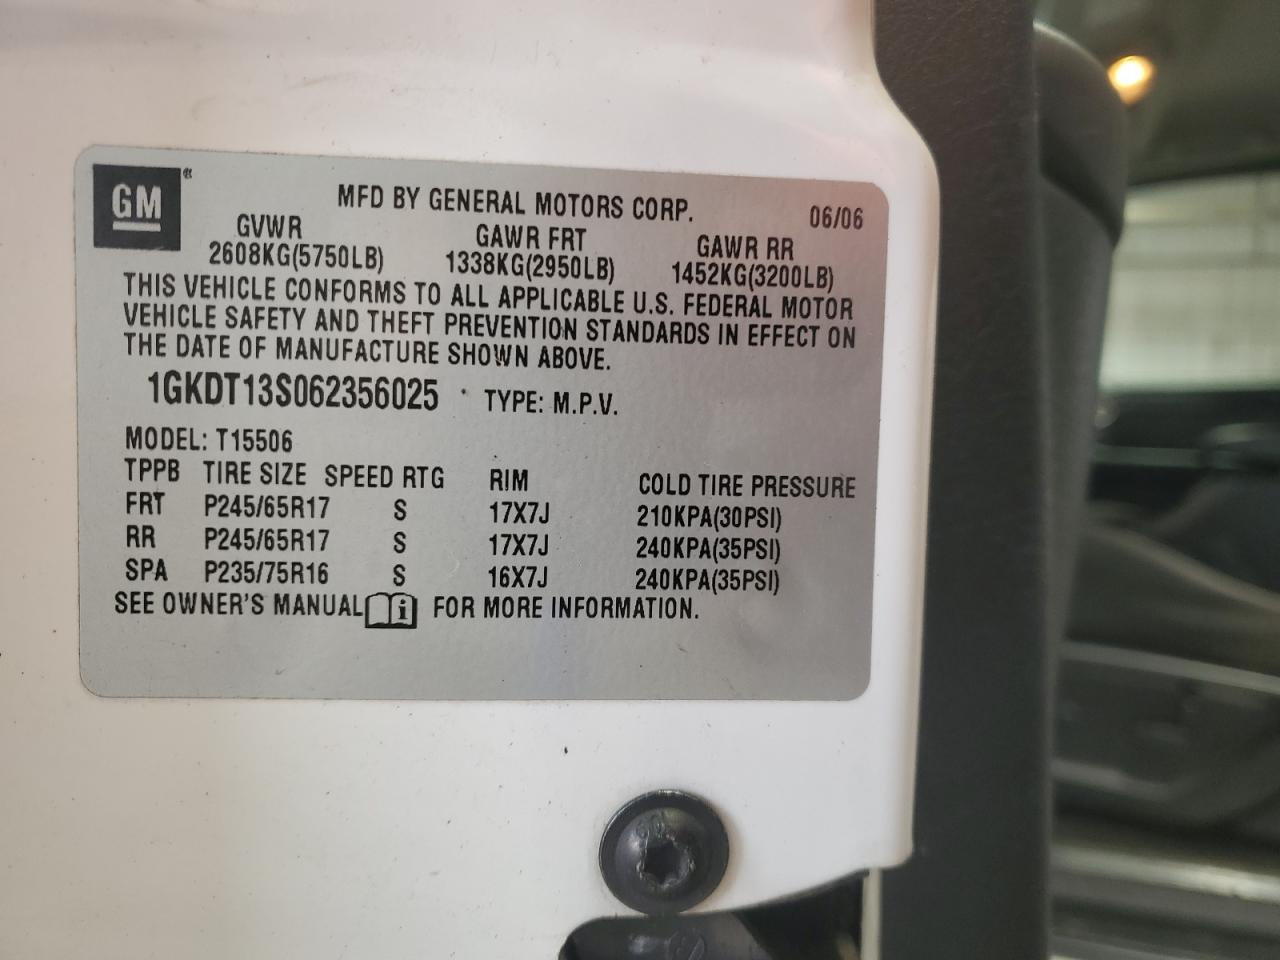 GM®
MFD BY GENERAL MOTORS CORP. 06/06
GVWR GAWR FRT GAWR RR
2608KG(5750LB) 1338KG(2950LB) 1452KG(3200LB)
THIS VEHICLE CONFORMS TO ALL APPLICABLE U.S. FEDERAL MOTOR
VEHICLE SAFETY AND THEFT PREVENTION STANDARDS IN EFFECT ON
THE DATE OF MANUFACTURE SHOWN ABOVE.
1GKDT13S062356025 TYPE: M.P.V.
MODEL: T15506
TPPB TIRE SIZE SPEED RTG RIM COLD TIRE PRESSURE
FRT P245/65R17 S 17X7J 210KPA(30PSI)
RR P245/65R17 S 17X7J 240KPA(35PSI)
SPA P235/75R16 S 16X7J 240KPA(35PSI)
SEE OWNER'S MANUAL i FOR MORE INFORMATION.